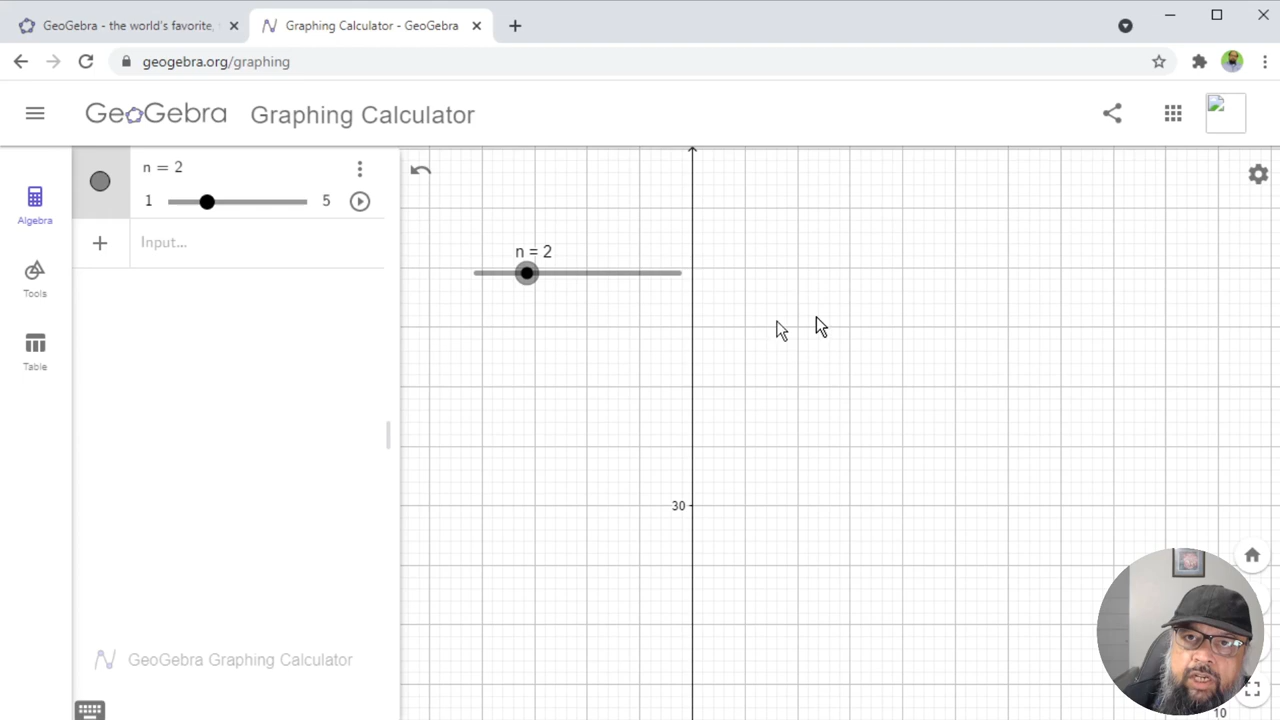 GeoGebra - the world's favorite,
Graphing Calculator - GeoGebra
geogebra.org/graphing
GeoGebra Graphing Calculator
n = 2
1 5
Algebra
Input...
Tools
Table
n = 2
30
10
GeoGebra Graphing Calculator